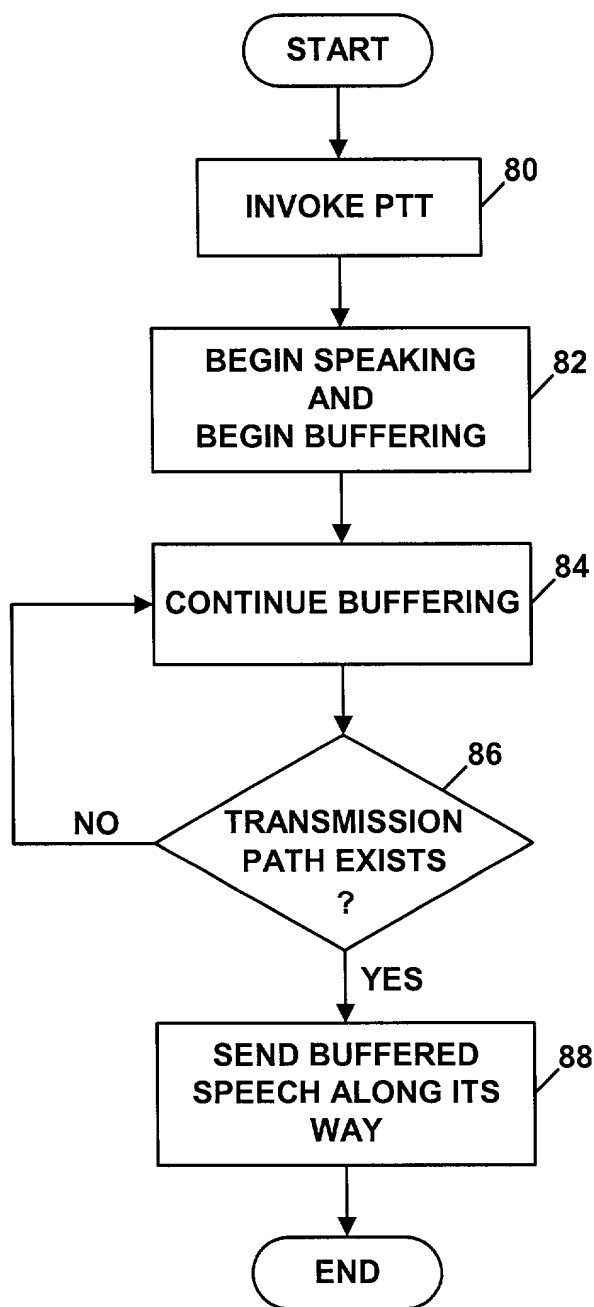 START
80
INVOKE PTT
82
BEGIN SPEAKING
AND
BEGIN BUFFERING
84
CONTINUE BUFFERING
86
TRANSMISSION
PATH EXISTS
?
NO
YES
88
SEND BUFFERED
SPEECH ALONG ITS
WAY
END